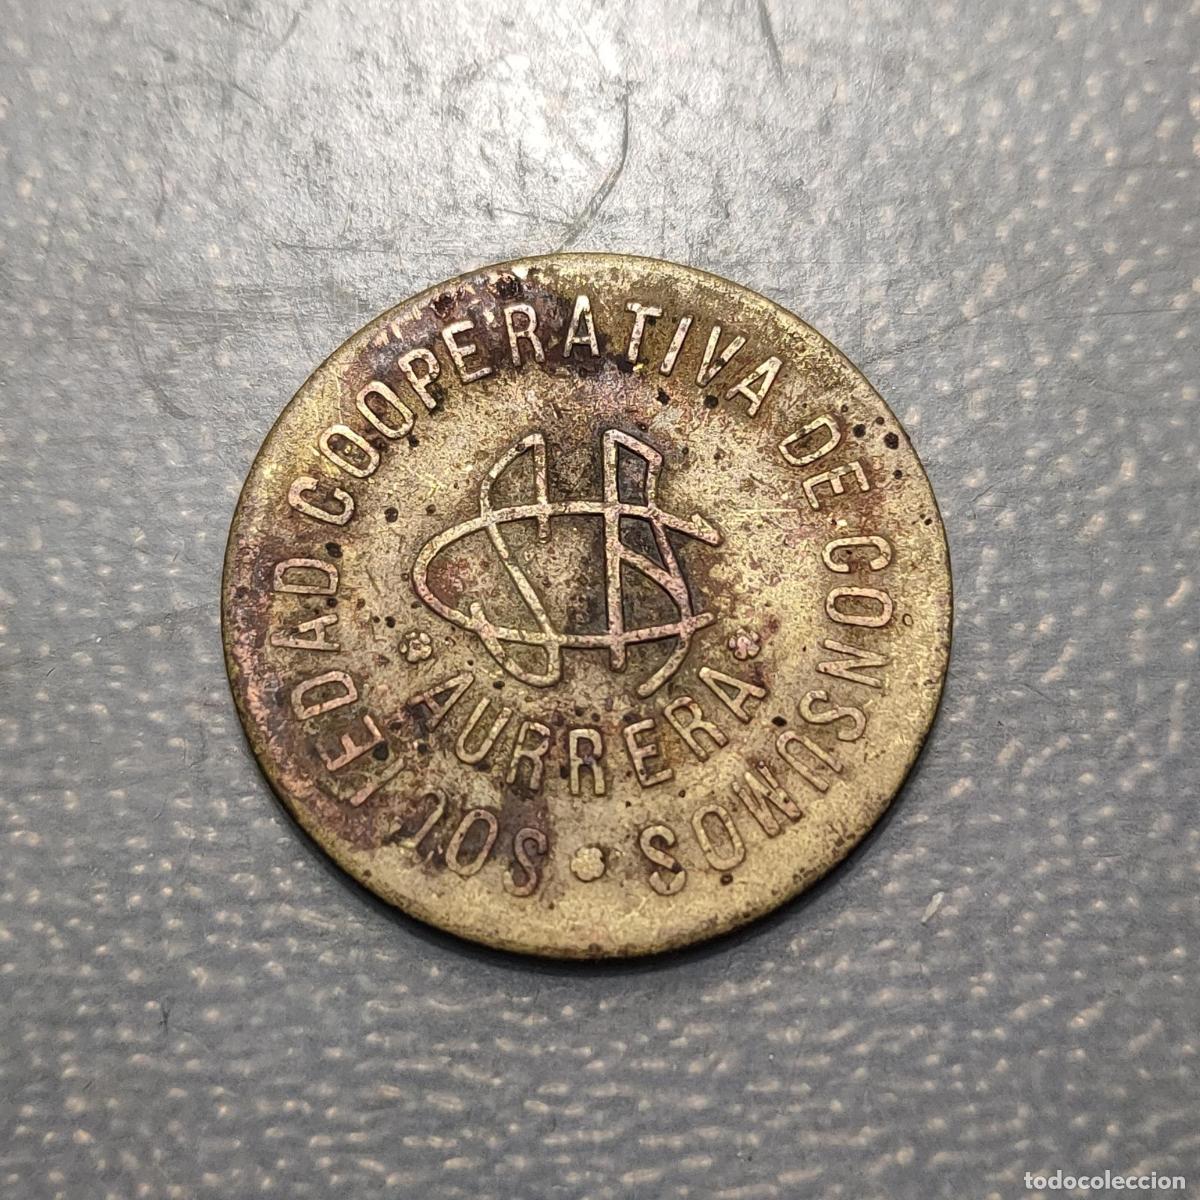 SOCIEDAD.COOPERATIVA DE.CONSUMOS
AURRERA
todocoleccion